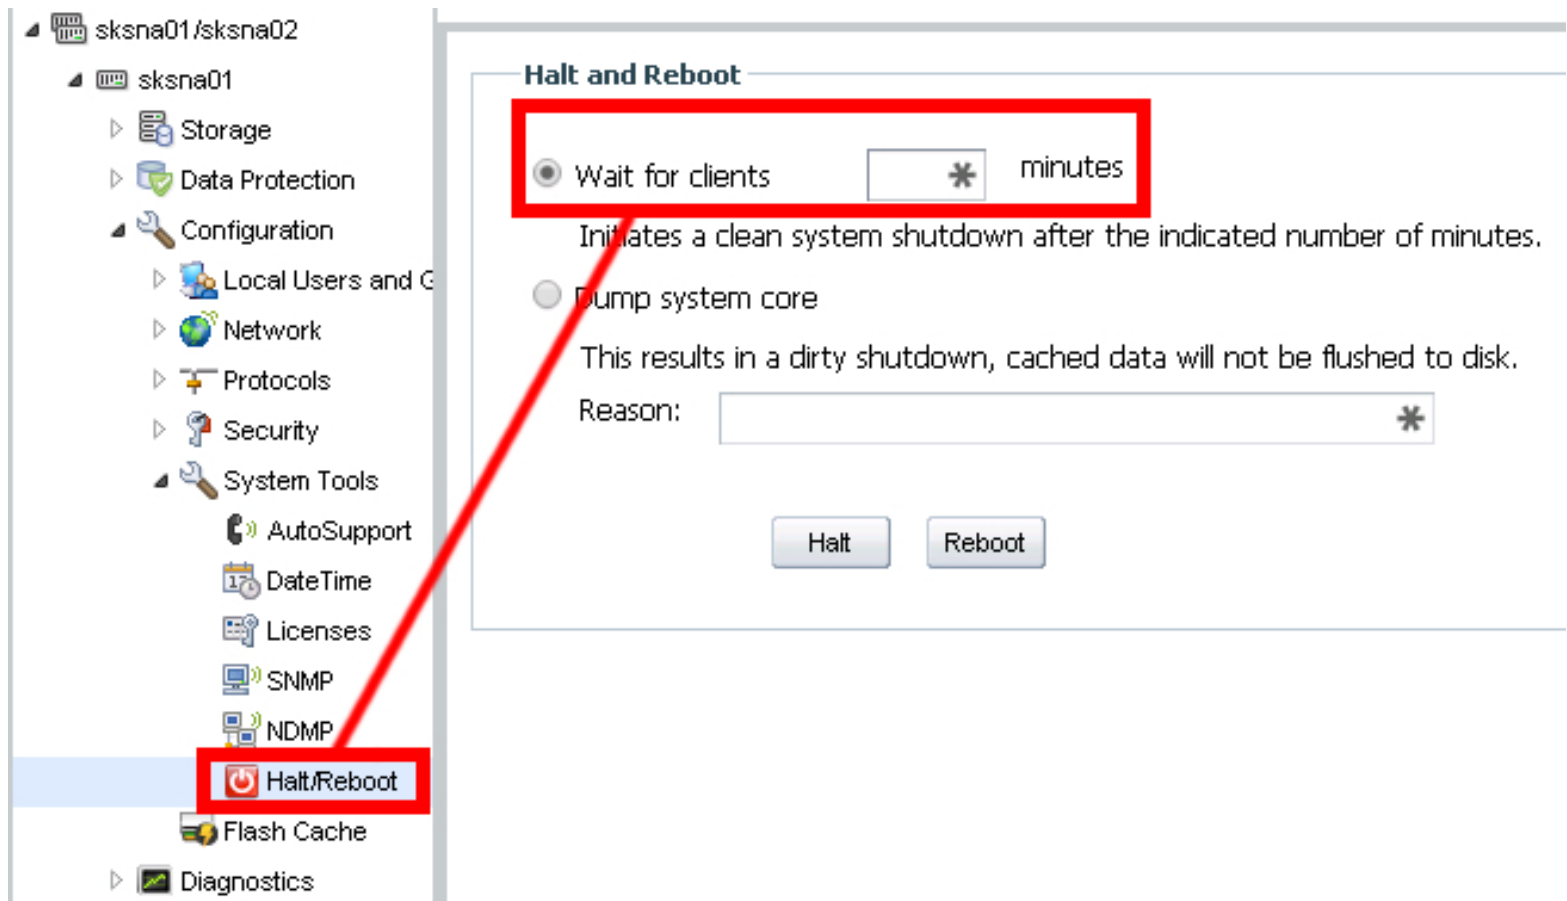 sksna01/sksna02
sksna01
Storage
Data Protection
Configuration
Local Users and G
Network
Protocols
Security
System Tools
AutoSupport
DateTime
Licenses
SNMP
NDMP
Halt/Reboot
Flash Cache
Diagnostics
Halt and Reboot
Wait for clients minutes
Initiates a clean system shutdown after the indicated number of minutes.
Dump system core
This results in a dirty shutdown, cached data will not be flushed to disk.
Reason:
Halt Reboot